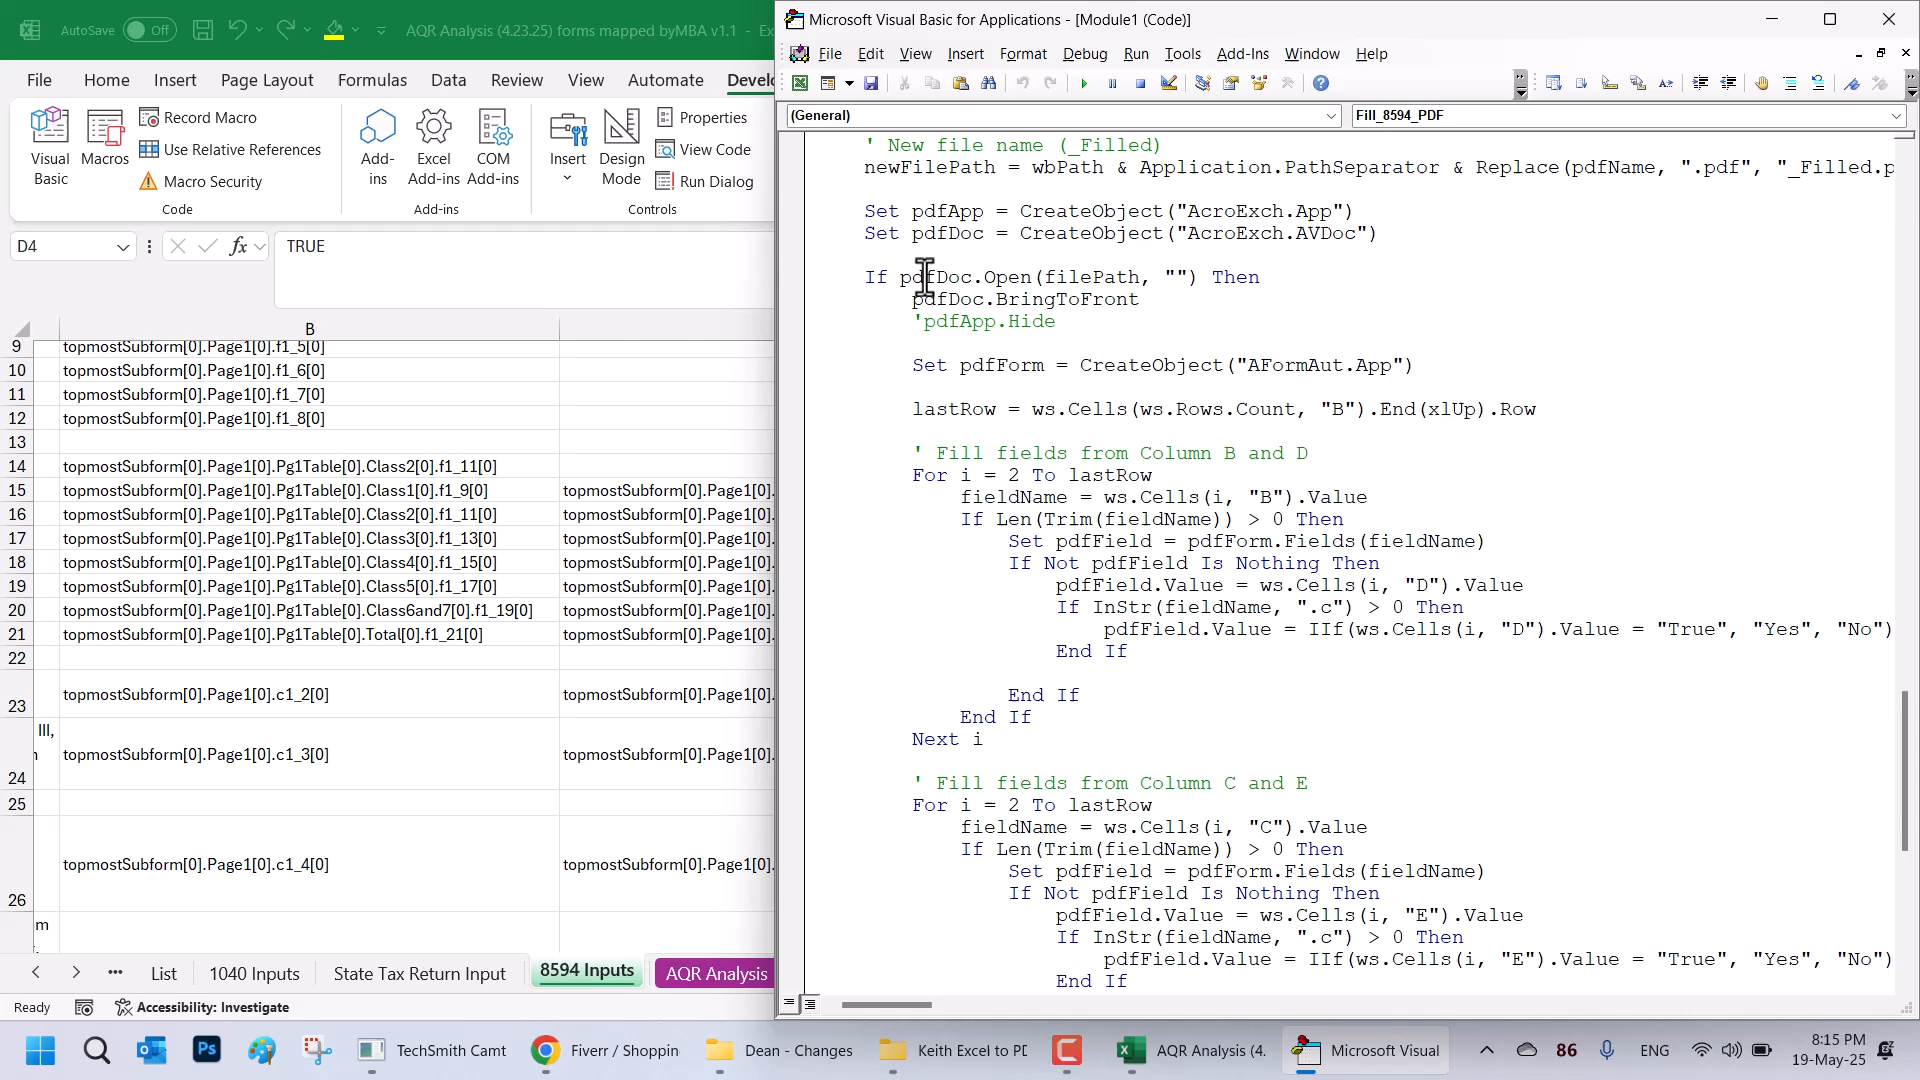 AutoSave Off AQR Analysis (4.23.25) forms mapped byMBA v1.1 - Ex
File Home Insert Page Layout Formulas Data Review View Automate Develo
Visual Basic
Macros
Record Macro
Use Relative References
Macro Security
Code
Add-ins
Excel Add-ins
COM Add-ins
Add-ins
Insert
Design Mode
Properties
View Code
Run Dialog
Controls
D4
fx
TRUE
B
9 topmostSubform[0].Page1[0].f1_5[0]
10 topmostSubform[0].Page1[0].f1_6[0]
11 topmostSubform[0].Page1[0].f1_7[0]
12 topmostSubform[0].Page1[0].f1_8[0]
13
14 topmostSubform[0].Page1[0].Pg1Table[0].Class2[0].f1_11[0]
15 topmostSubform[0].Page1[0].Pg1Table[0].Class1[0].f1_9[0] topmostSubform[0].Page1[0].
16 topmostSubform[0].Page1[0].Pg1Table[0].Class2[0].f1_11[0] topmostSubform[0].Page1[0].
17 topmostSubform[0].Page1[0].Pg1Table[0].Class3[0].f1_13[0] topmostSubform[0].Page1[0].
18 topmostSubform[0].Page1[0].Pg1Table[0].Class4[0].f1_15[0] topmostSubform[0].Page1[0].
19 topmostSubform[0].Page1[0].Pg1Table[0].Class5[0].f1_17[0] topmostSubform[0].Page1[0].
20 topmostSubform[0].Page1[0].Pg1Table[0].Class6and7[0].f1_19[0] topmostSubform[0].Page1[0].
21 topmostSubform[0].Page1[0].Pg1Table[0].Total[0].f1_21[0] topmostSubform[0].Page1[0].
22
23 topmostSubform[0].Page1[0].c1_2[0] topmostSubform[0].Page1[0].
III,
24 topmostSubform[0].Page1[0].c1_3[0] topmostSubform[0].Page1[0].
25
26 topmostSubform[0].Page1[0].c1_4[0] topmostSubform[0].Page1[0].
m
List 1040 Inputs State Tax Return Input 8594 Inputs AQR Analysis
Ready Accessibility: Investigate
Microsoft Visual Basic for Applications - [Module1 (Code)]
File Edit View Insert Format Debug Run Tools Add-Ins Window Help
(General) Fill_8594_PDF
' New file name (_Filled)
newFilePath = wbPath & Application.PathSeparator & Replace(pdfName, ".pdf", "_Filled.p
Set pdfApp = CreateObject("AcroExch.App")
Set pdfDoc = CreateObject("AcroExch.AVDoc")
If pdfDoc.Open(filePath, "") Then
pdfDoc.BringToFront
'pdfApp.Hide
Set pdfForm = CreateObject("AFormAut.App")
lastRow = ws.Cells(ws.Rows.Count, "B").End(xlUp).Row
' Fill fields from Column B and D
For i = 2 To lastRow
fieldName = ws.Cells(i, "B").Value
If Len(Trim(fieldName)) > 0 Then
Set pdfField = pdfForm.Fields(fieldName)
If Not pdfField Is Nothing Then
pdfField.Value = ws.Cells(i, "D").Value
If InStr(fieldName, ".c") > 0 Then
pdfField.Value = IIf(ws.Cells(i, "D").Value = "True", "Yes", "No")
End If
End If
End If
Next i
' Fill fields from Column C and E
For i = 2 To lastRow
fieldName = ws.Cells(i, "C").Value
If Len(Trim(fieldName)) > 0 Then
Set pdfField = pdfForm.Fields(fieldName)
If Not pdfField Is Nothing Then
pdfField.Value = ws.Cells(i, "E").Value
If InStr(fieldName, ".c") > 0 Then
pdfField.Value = IIf(ws.Cells(i, "E").Value = "True", "Yes", "No")
End If
Ps TechSmith Camt Fiverr / Shoppin Dean - Changes Keith Excel to PD AQR Analysis (4. Microsoft Visual 86 ENG 8:15 PM
19-May-25